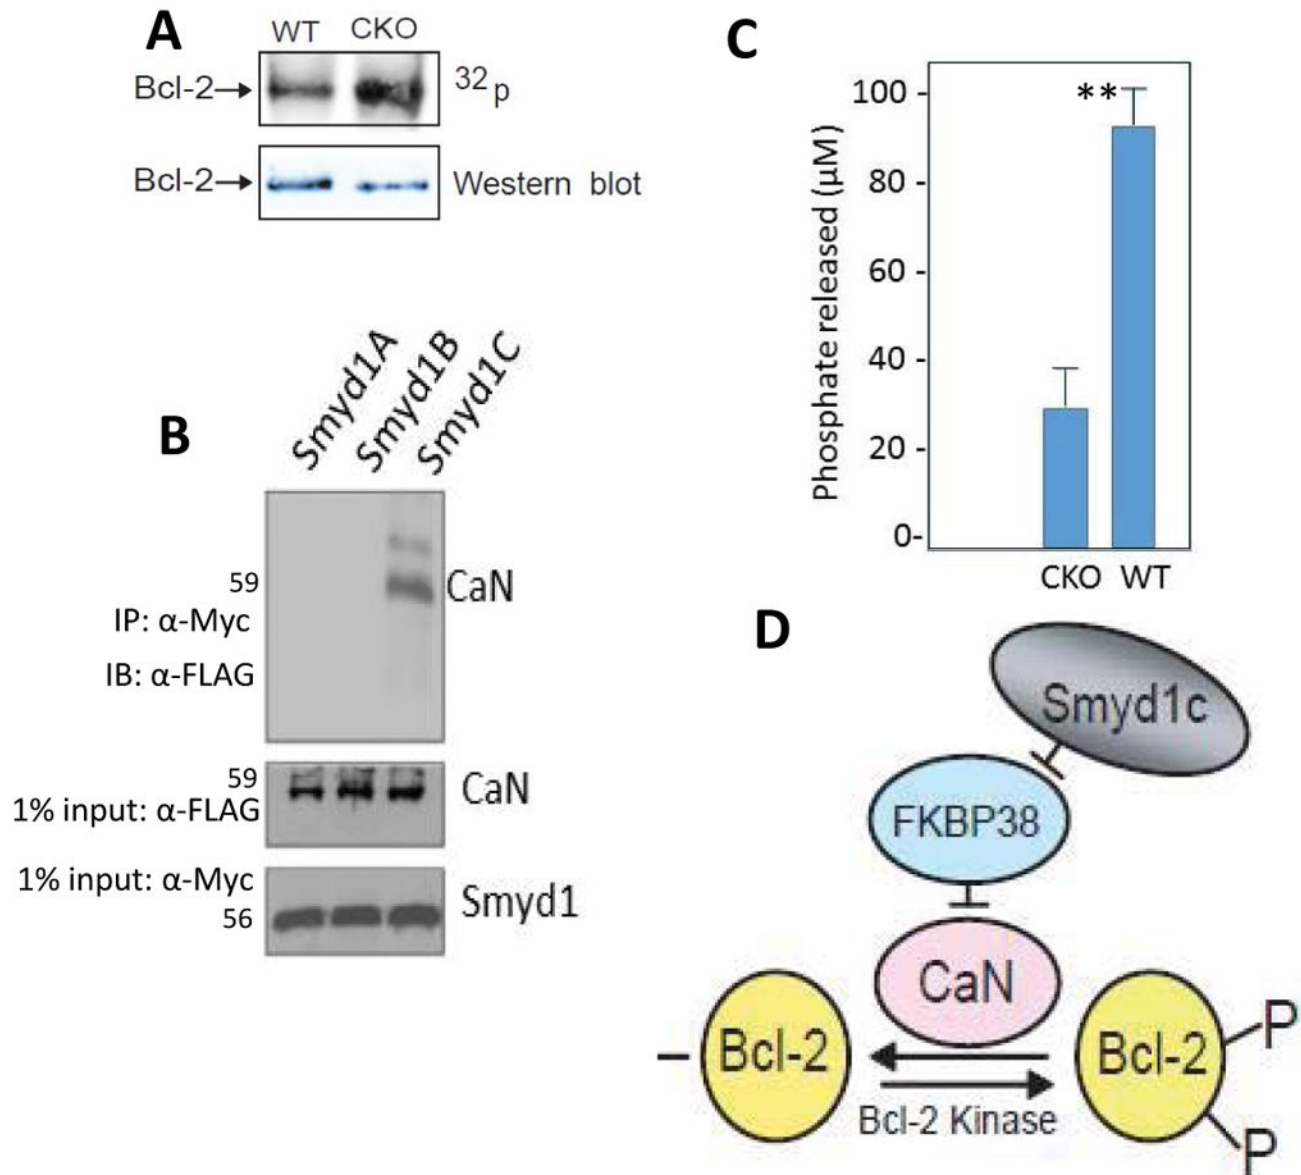 A
WT CKO
Bcl-2 32p
Bcl-2 Western blot
B
Smyd1A
Smyd1B
Smyd1C
59 CaN
IP: α-Myc
IB: α-FLAG
59 CaN
1% input: α-FLAG
1% input: α-Myc
Smyd1
56
C
Phosphate released (µM)
100
**
80
60
40
20
0
CKO WT
D
Smyd1c
FKBP38
CaN
Bcl-2
Bcl-2
P
P
Bcl-2 Kinase